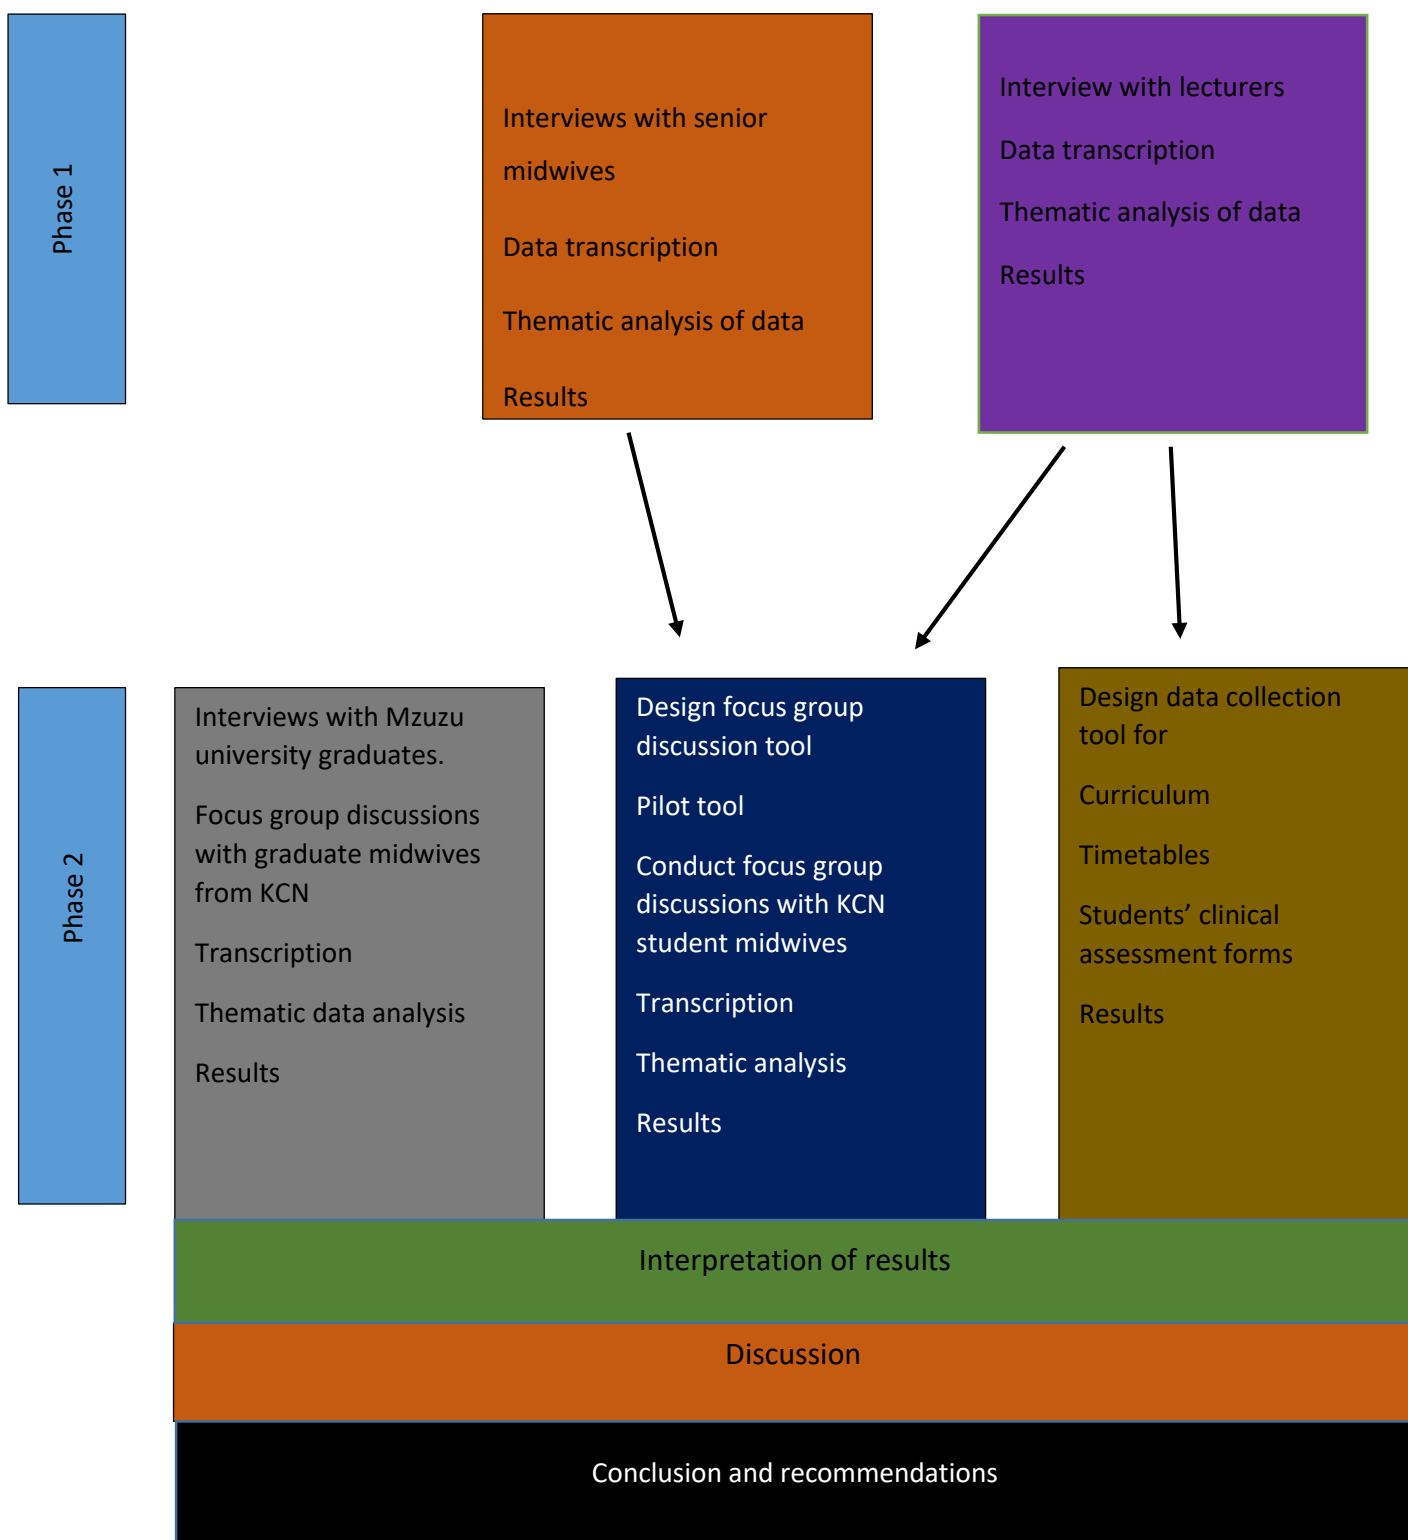 Phase 1
Interviews with senior
midwives
Data transcription
Thematic analysis of data
Results
Interview with lecturers
Data transcription
Thematic analysis of data
Results
Phase 2
Interviews with Mzuzu
university graduates.
Focus group discussions
with graduate midwives
from KCN
Transcription
Thematic data analysis
Results
Design focus group
discussion tool
Pilot tool
Conduct focus group
discussions with KCN
student midwives
Transcription
Thematic analysis
Results
Design data collection
tool for
Curriculum
Timetables
Students’ clinical
assessment forms
Results
Interpretation of results
Discussion
Conclusion and recommendations